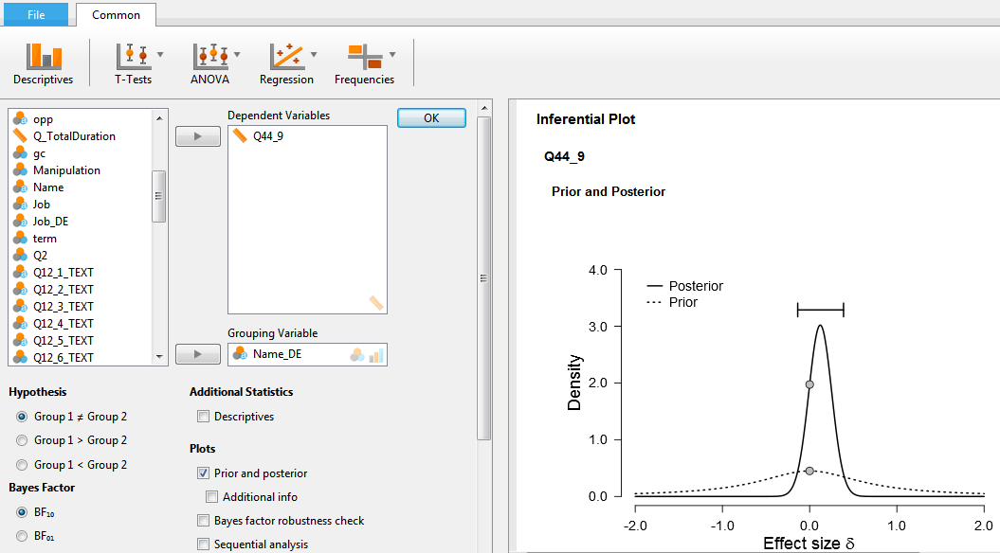 File
Common
Descriptives
T-Tests
ANOVA
Regression
Frequencies
opp
Q_TotalDuration
gc
Manipulation
Name
Job
Job_DE
term
Q2
Q12_1_TEXT
Q12_2_TEXT
Q12_3_TEXT
Q12_4_TEXT
Q12_5_TEXT
Q12_6_TEXT
Dependent Variables
Q44_9
OK
Grouping Variable
Name_DE
Hypothesis
Group 1 ≠ Group 2
Group 1 > Group 2
Group 1 < Group 2
Bayes Factor
BF₁₀
BF₀₁
Additional Statistics
Descriptives
Plots
Prior and posterior
Additional info
Bayes factor robustness check
Sequential analysis
Inferential Plot
Q44_9
Prior and Posterior
Posterior
Prior
Density
4.0
3.0
2.0
1.0
0.0
-2.0 -1.0 0.0 1.0 2.0
Effect size δ